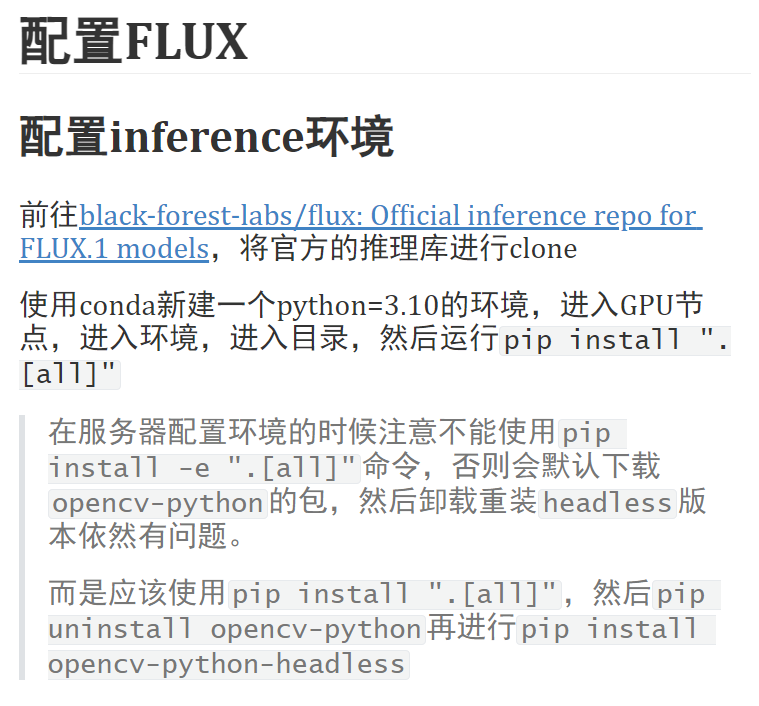 配置FLUX
配置inference环境
前往black-forest-labs/flux: Official inference repo for
FLUX.1 models，将官方的推理库进行clone
使用conda新建一个python=3.10的环境，进入GPU节
点，进入环境，进入目录，然后运行pip install ".
[all]"
在服务器配置环境的时候注意不能使用pip
install -e ".[all]"命令，否则会默认下载
opencv-python的包，然后卸载重装headless版
本依然有问题。
而是应该使用pip install ".[all]"，然后pip
uninstall opencv-python再进行pip install
opencv-python-headless